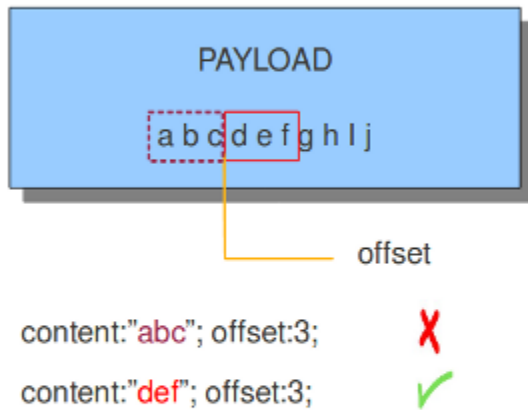 PAYLOAD
a b c d e f g h I j
offset
content:”abc”; offset:3;
content:”def”; offset:3;